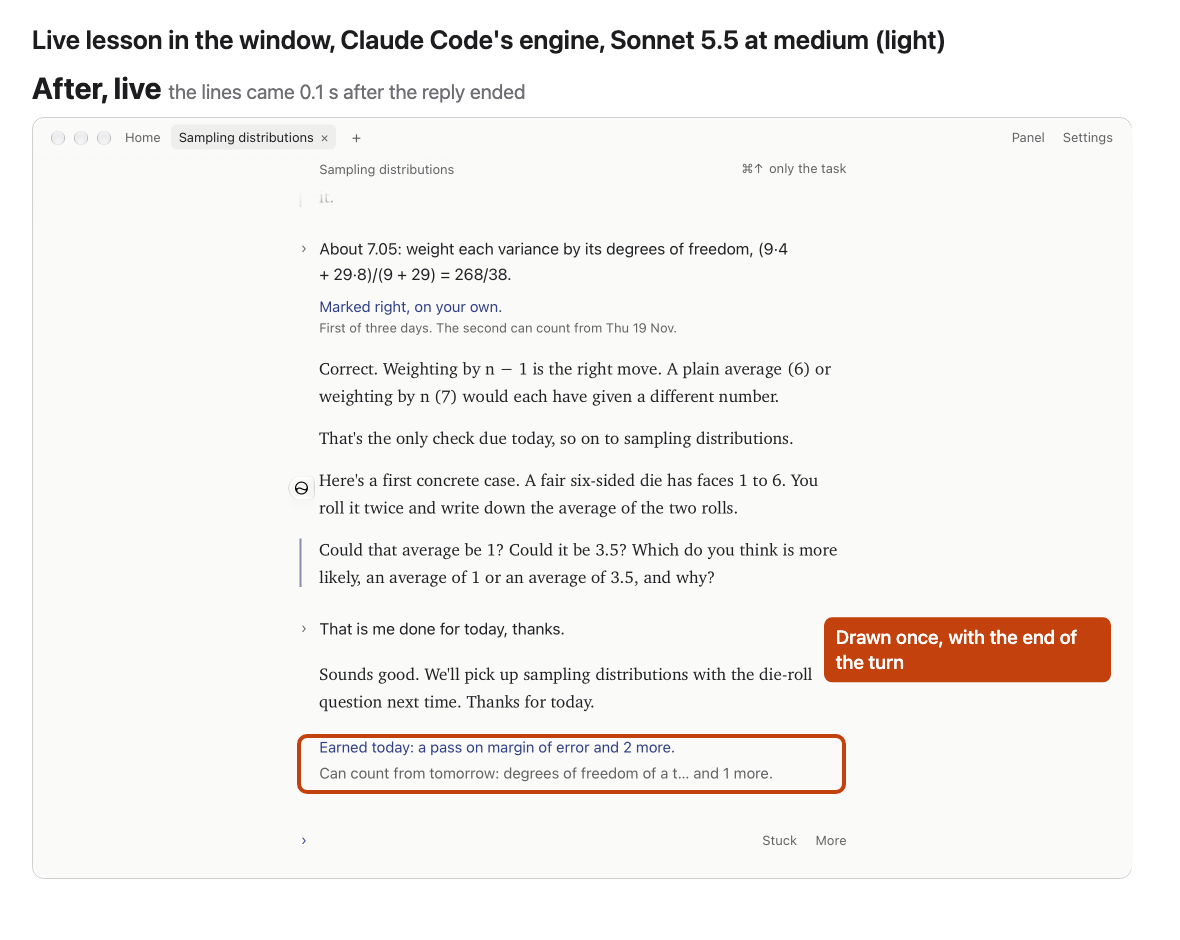 Live lesson in the window, Claude Code's engine, Sonnet 5.5 at medium (light)
After, live the lines came 0.1 s after the reply ended
Home Sampling distributions × + Panel Settings
Sampling distributions ⌘↑ only the task
it.
› About 7.05: weight each variance by its degrees of freedom, (9·4
+ 29·8)/(9 + 29) = 268/38.
Marked right, on your own.
First of three days. The second can count from Thu 19 Nov.
Correct. Weighting by n − 1 is the right move. A plain average (6) or
weighting by n (7) would each have given a different number.
That's the only check due today, so on to sampling distributions.
Here's a first concrete case. A fair six-sided die has faces 1 to 6. You
roll it twice and write down the average of the two rolls.
Could that average be 1? Could it be 3.5? Which do you think is more
likely, an average of 1 or an average of 3.5, and why?
› That is me done for today, thanks.
Drawn once, with the end of
the turn
Sounds good. We'll pick up sampling distributions with the die-roll
question next time. Thanks for today.
Earned today: a pass on margin of error and 2 more.
Can count from tomorrow: degrees of freedom of a t... and 1 more.
› Stuck More